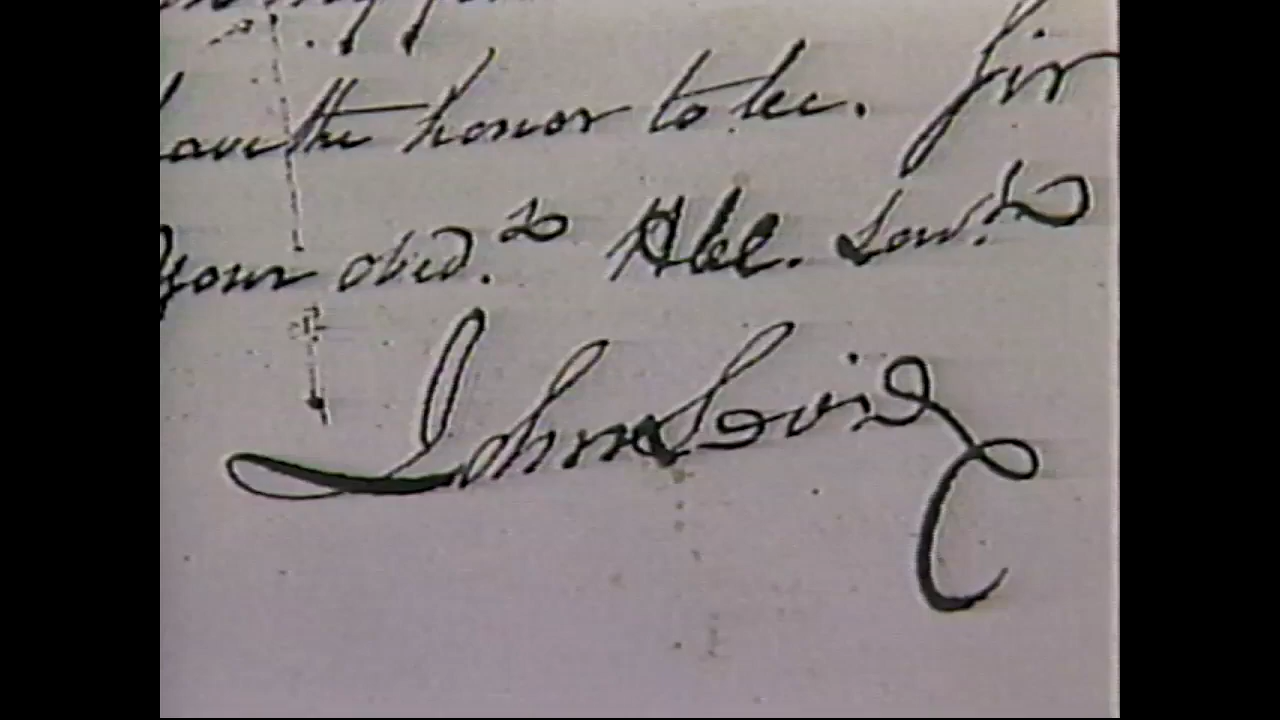 have the honor to be. Sir
Your obed.t Hble. Serv.t
John Sevier